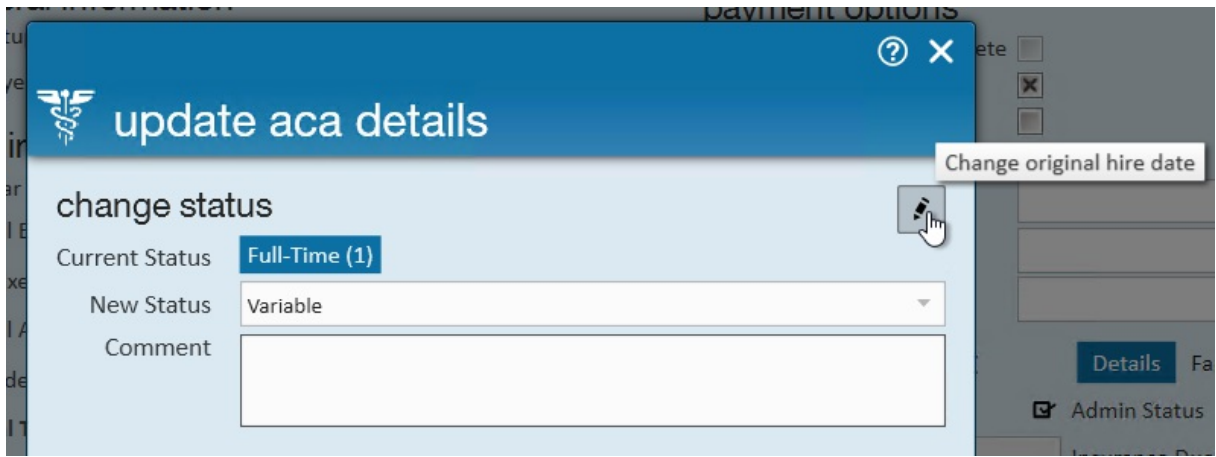 payment options
update aca details
Change original hire date
change status
Current Status Full-Time (1)
New Status Variable
Comment
Details
Admin Status